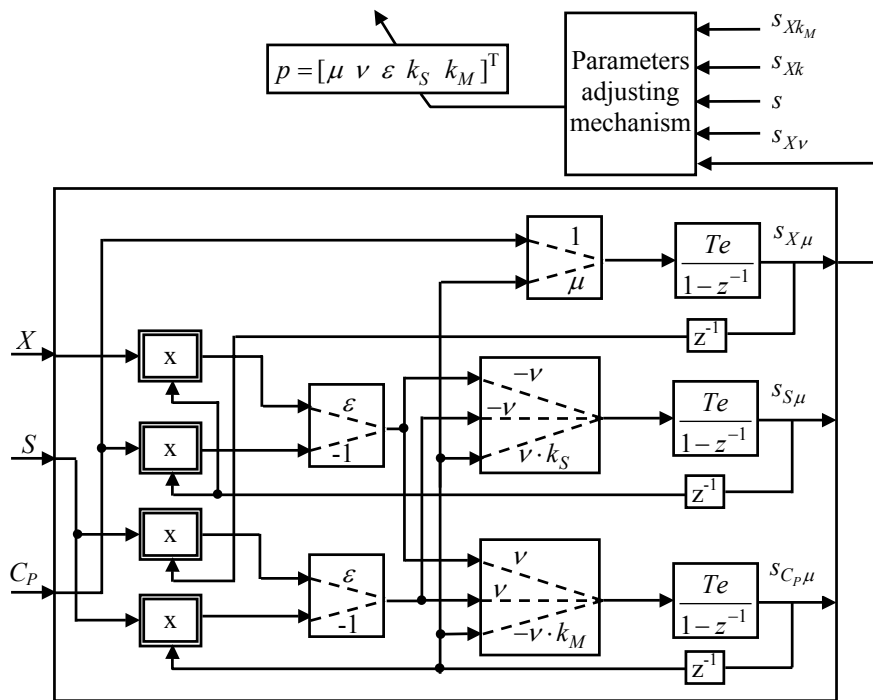 s_{Xk_M}
p = [μ ν ε k_S k_M]^T
Parameters
adjusting
mechanism
s_{Xk}
s
s_{Xν}
1
μ
Te
1 − z^{-1}
s_{Xμ}
X
x
z^{-1}
ε
-1
−ν
−ν
ν · k_S
Te
1 − z^{-1}
s_{Sμ}
S
x
z^{-1}
x
C_P
ε
-1
ν
ν
−ν · k_M
Te
1 − z^{-1}
s_{C_Pμ}
x
z^{-1}